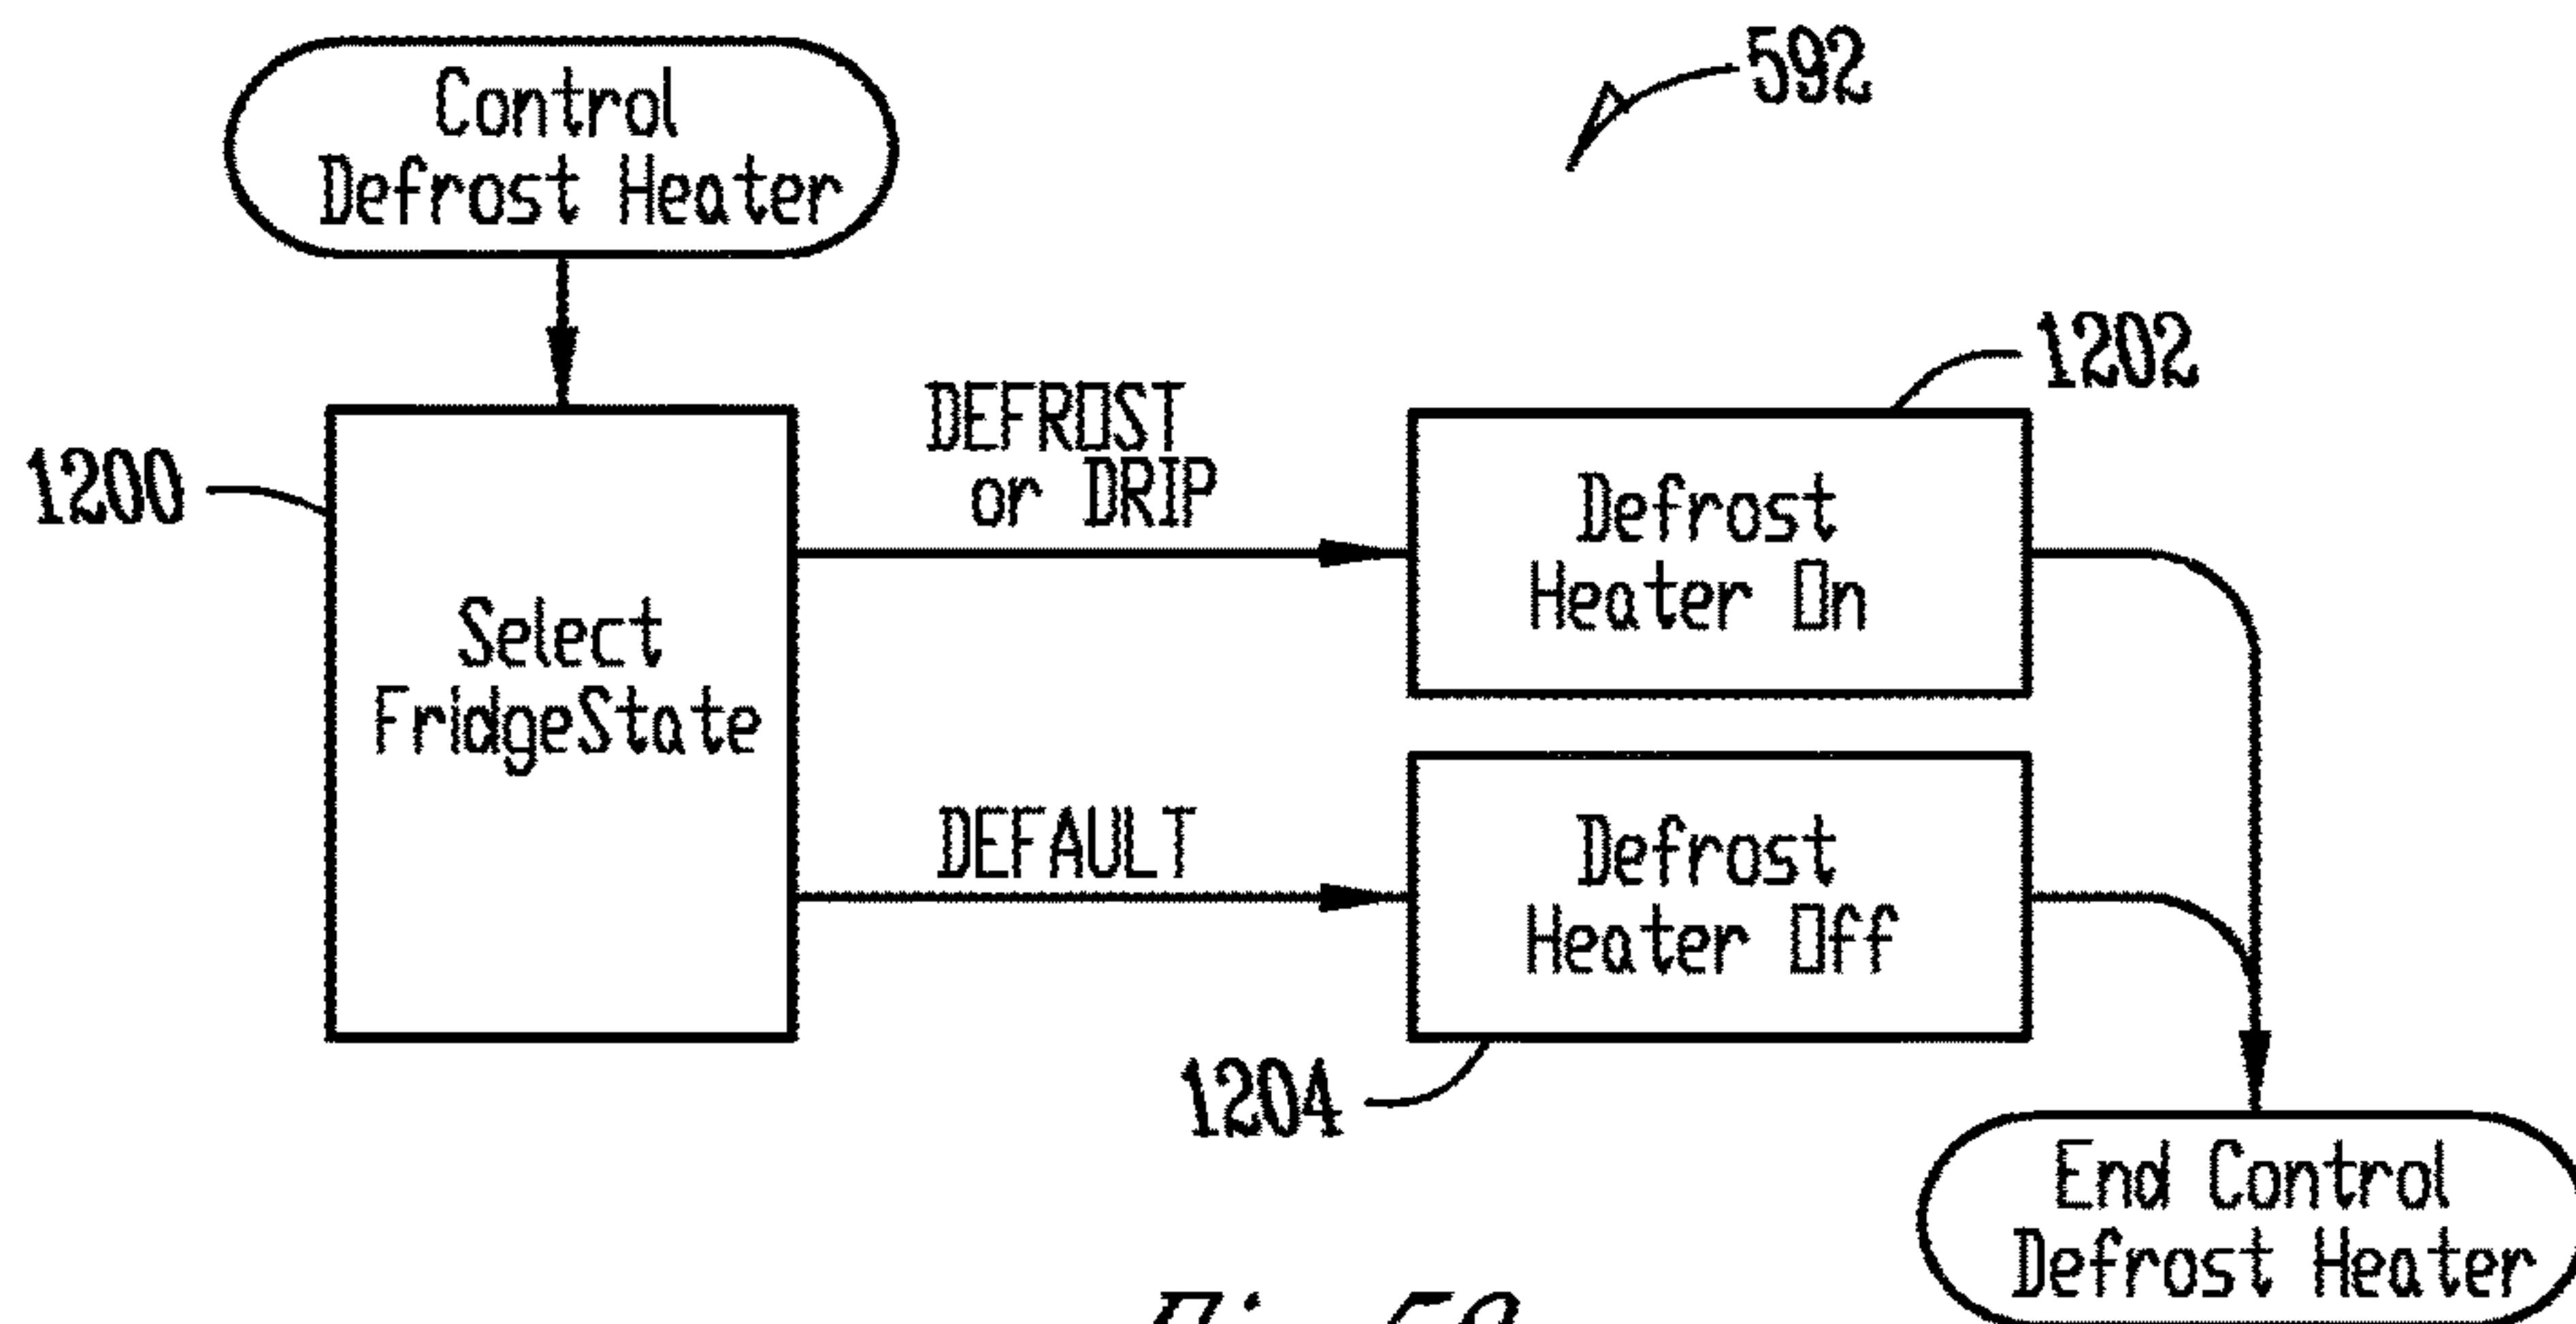 Control
Defrost Heater
592
1200
Select
FridgeState
DEFROST
or DRIP
1202
Defrost
Heater On
DEFAULT
Defrost
Heater Off
1204
End Control
Defrost Heater